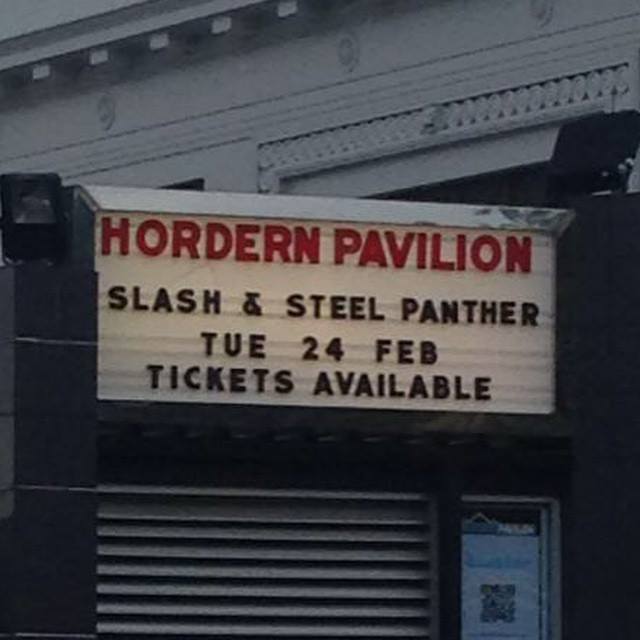 HORDERN PAVILION
SLASH & STEEL PANTHER
TUE 24 FEB
TICKETS AVAILABLE